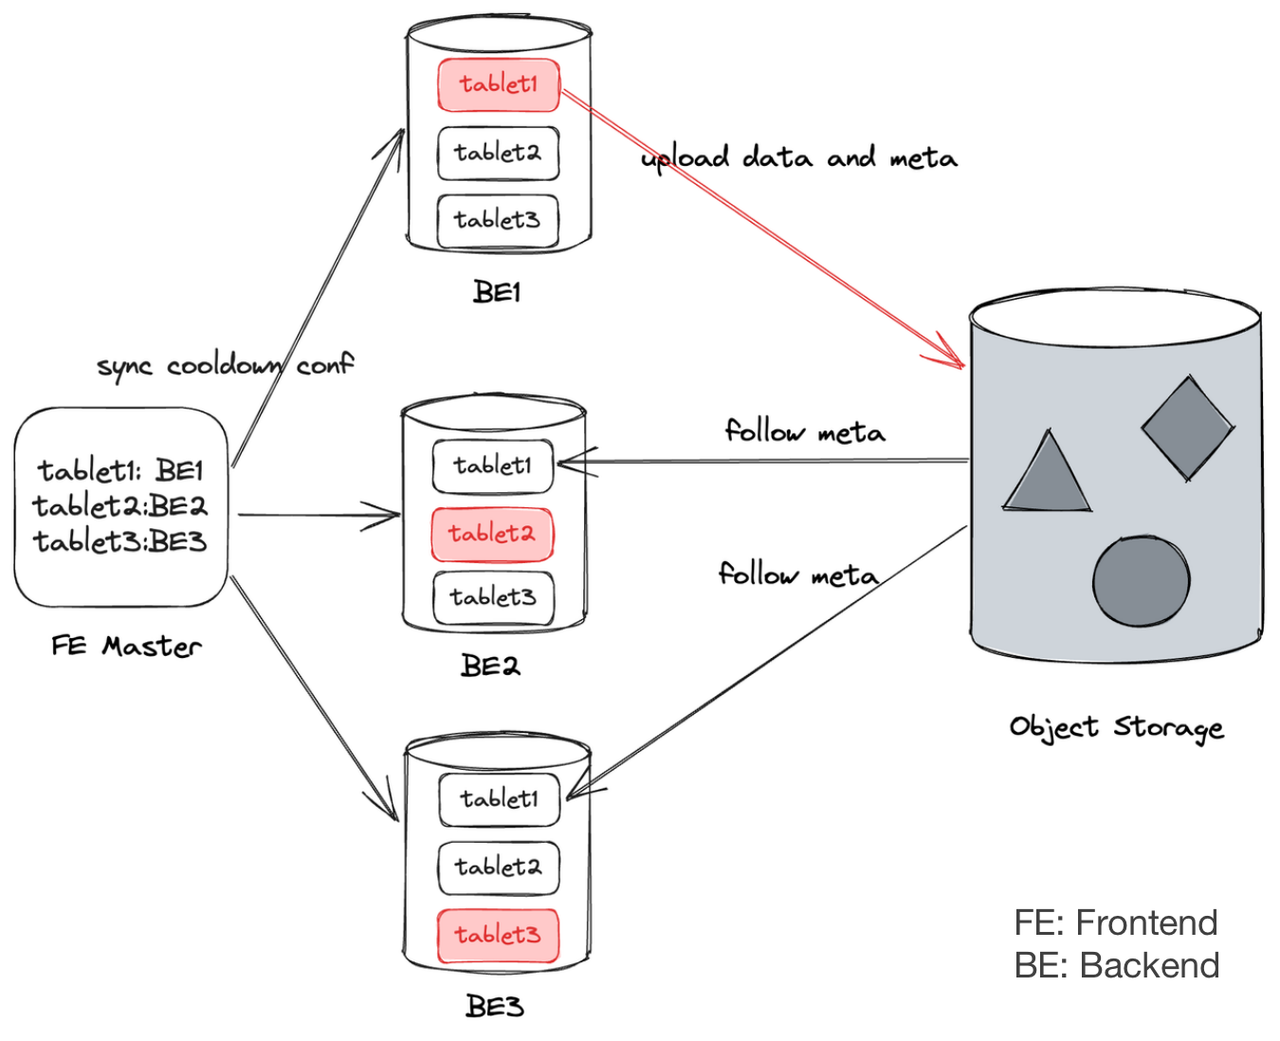 tablet1
tablet2
tablet3
BE1
upload data and meta
sync cooldown conf
tablet1: BE1
tablet2:BE2
tablet3:BE3
FE Master
tablet1
tablet2
tablet3
BE2
follow meta
follow meta
Object Storage
tablet1
tablet2
tablet3
BE3
FE: Frontend
BE: Backend